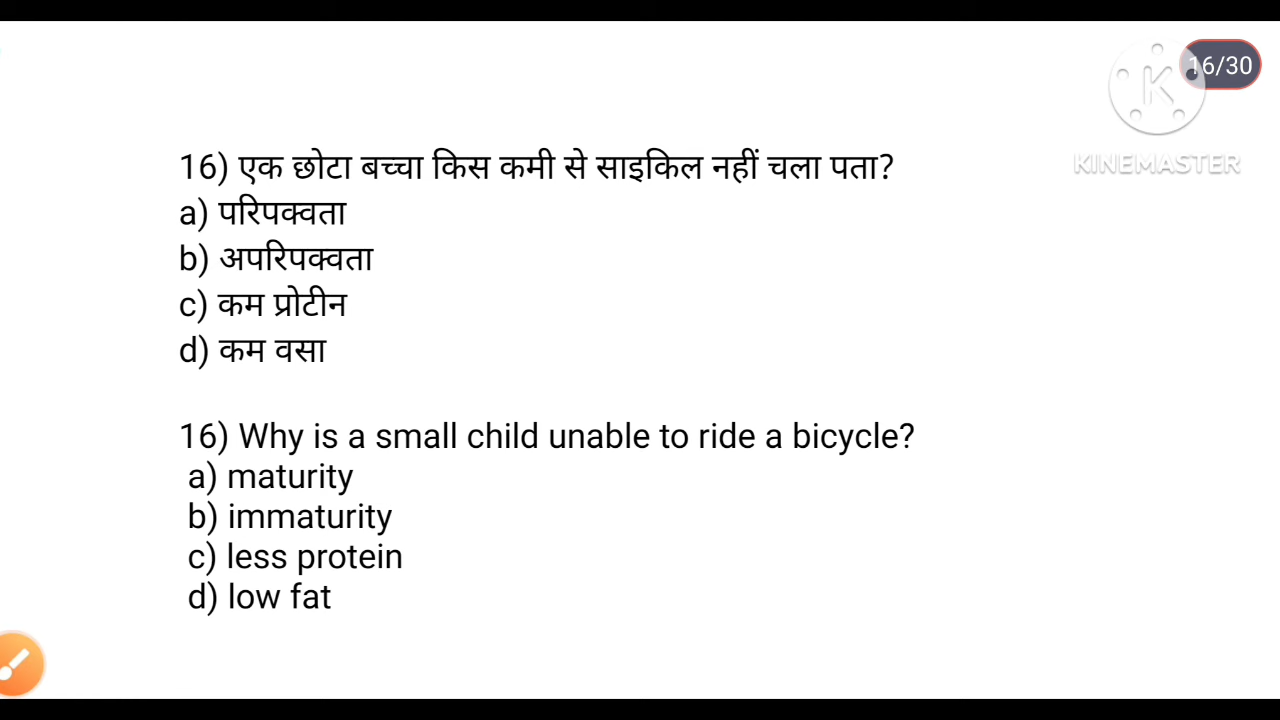 16/30
KINEMASTER
16) एक छोटा बच्चा किस कमी से साइकिल नहीं चला पता?
a) परिपक्वता
b) अपरिपक्वता
c) कम प्रोटीन
d) कम वसा
16) Why is a small child unable to ride a bicycle?
a) maturity
b) immaturity
c) less protein
d) low fat